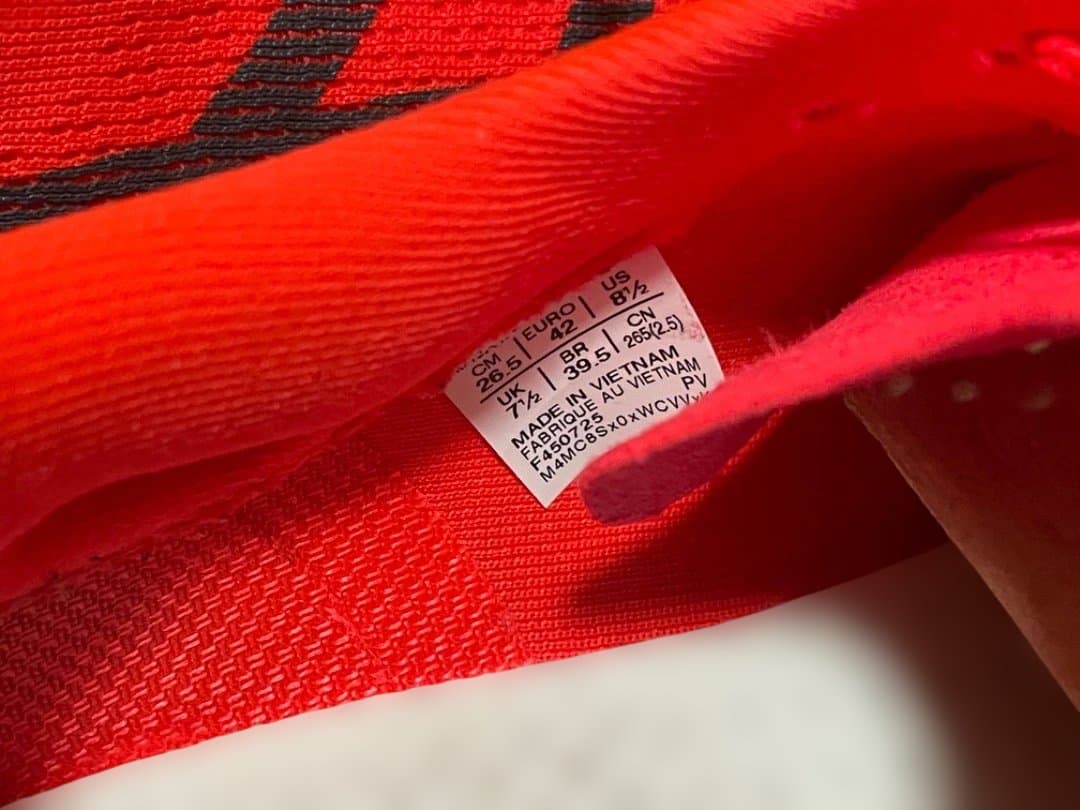 CM | EURO | US
26.5 | 42 | 8½
UK | BR | CN
7½ | 39.5 | 265(2.5)
MADE IN VIETNAM
FABRIQUE AU VIETNAM
F450725 PV
M4MC8Sx0xWCVV